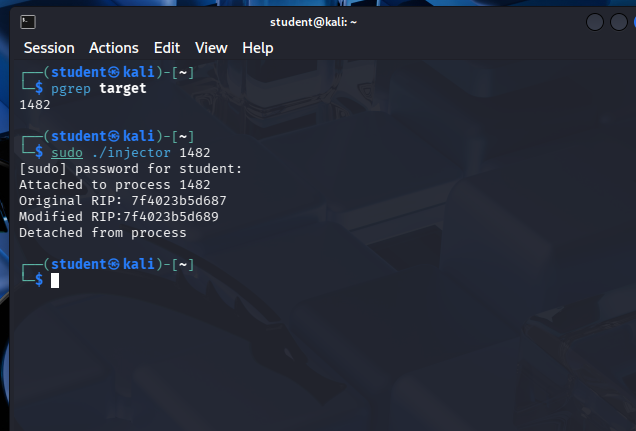 student@kali: ~
Session Actions Edit View Help
┌──(student㉿kali)-[~]
└─$ pgrep target
1482
┌──(student㉿kali)-[~]
└─$ sudo ./injector 1482
[sudo] password for student:
Attached to process 1482
Original RIP: 7f4023b5d687
Modified RIP:7f4023b5d689
Detached from process
┌──(student㉿kali)-[~]
└─$